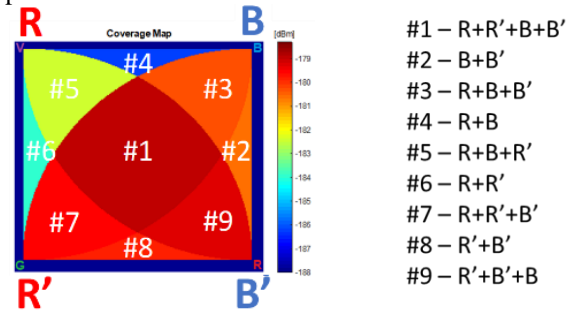 R
B
Coverage Map
[dBm]
V
B
#4
#5
#3
#6
#1
#2
#7
#9
#8
G
R
R′
B′
-179
-180
-181
-182
-183
-184
-185
-186
-187
-188
#1 – R+R′+B+B′
#2 – B+B′
#3 – R+B+B′
#4 – R+B
#5 – R+B+R′
#6 – R+R′
#7 – R+R′+B′
#8 – R′+B′
#9 – R′+B′+B